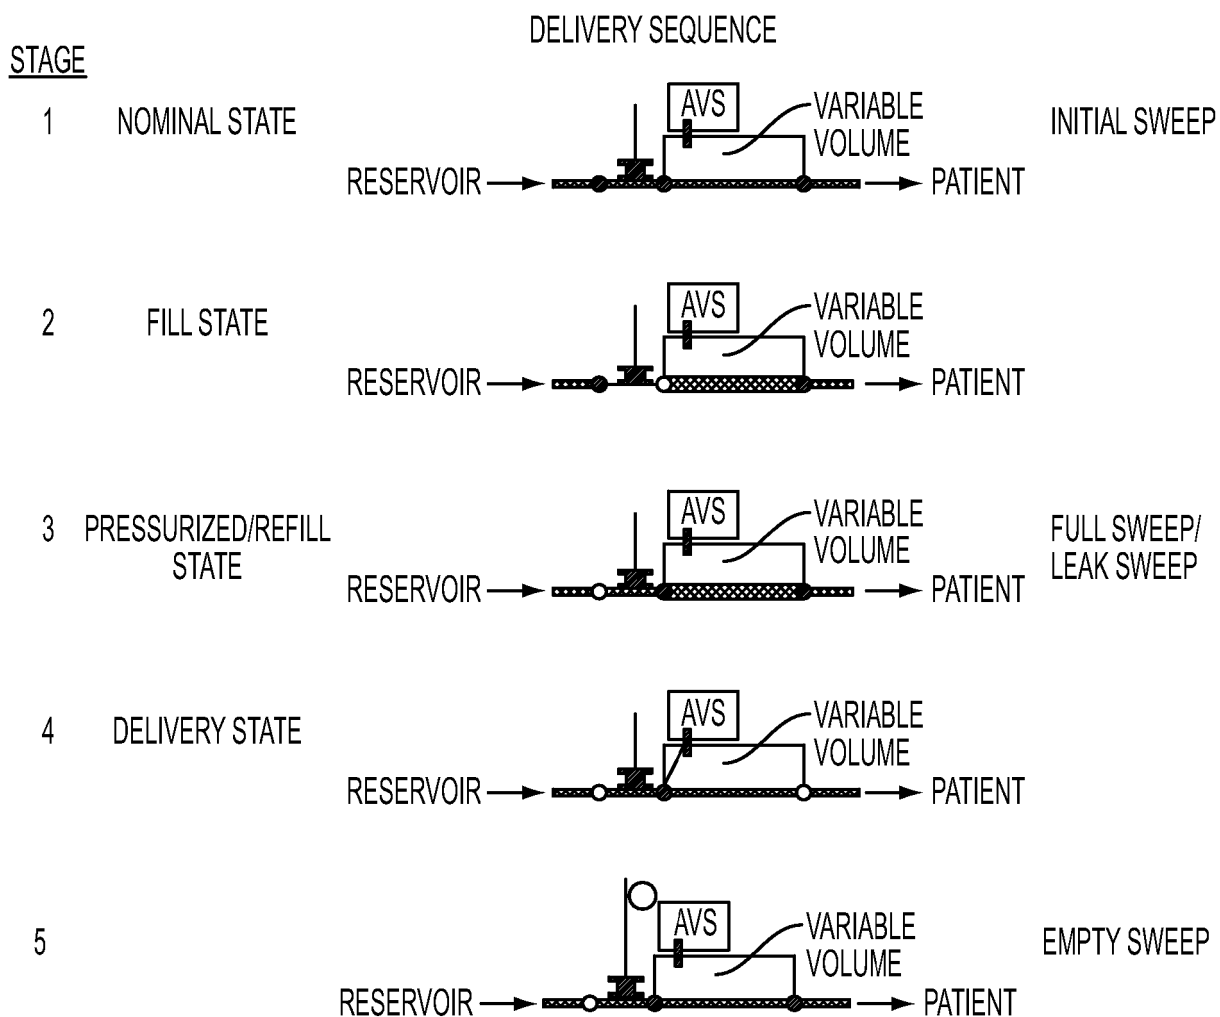 DELIVERY SEQUENCE
STAGE
1 NOMINAL STATE
AVS
VARIABLE
VOLUME
INITIAL SWEEP
RESERVOIR
PATIENT
2 FILL STATE
AVS
VARIABLE
VOLUME
RESERVOIR
PATIENT
3 PRESSURIZED/REFILL
STATE
AVS
VARIABLE
VOLUME
FULL SWEEP/
LEAK SWEEP
RESERVOIR
PATIENT
4 DELIVERY STATE
AVS
VARIABLE
VOLUME
RESERVOIR
PATIENT
5
AVS
VARIABLE
VOLUME
EMPTY SWEEP
RESERVOIR
PATIENT